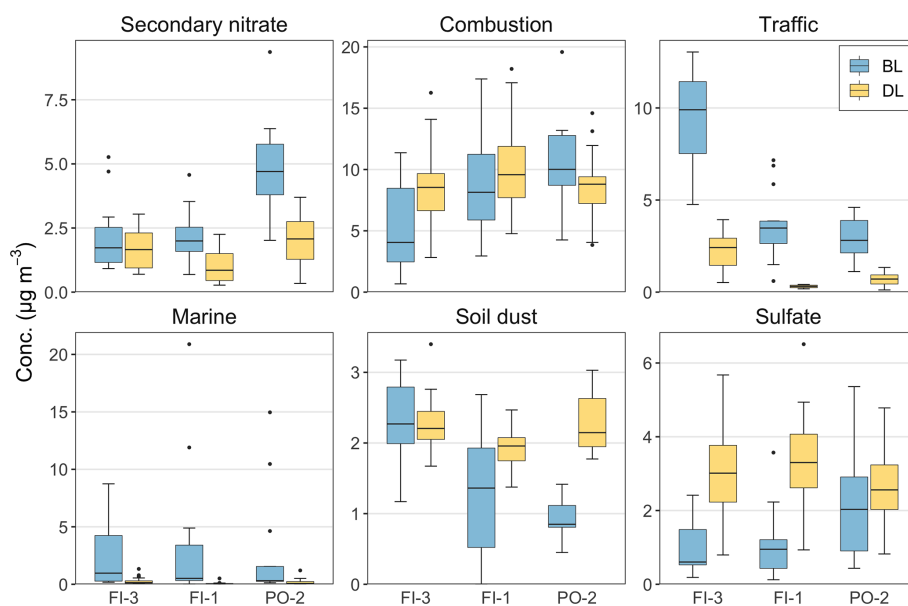 Secondary nitrate
Combustion
Traffic
7.5
5.0
2.5
0.0
20
15
10
5
0
10
5
0
BL
DL
Conc. (µg m−3)
Marine
Soil dust
Sulfate
20
15
10
5
0
3
2
1
0
6
4
2
0
FI-3 FI-1 PO-2
FI-3 FI-1 PO-2
FI-3 FI-1 PO-2